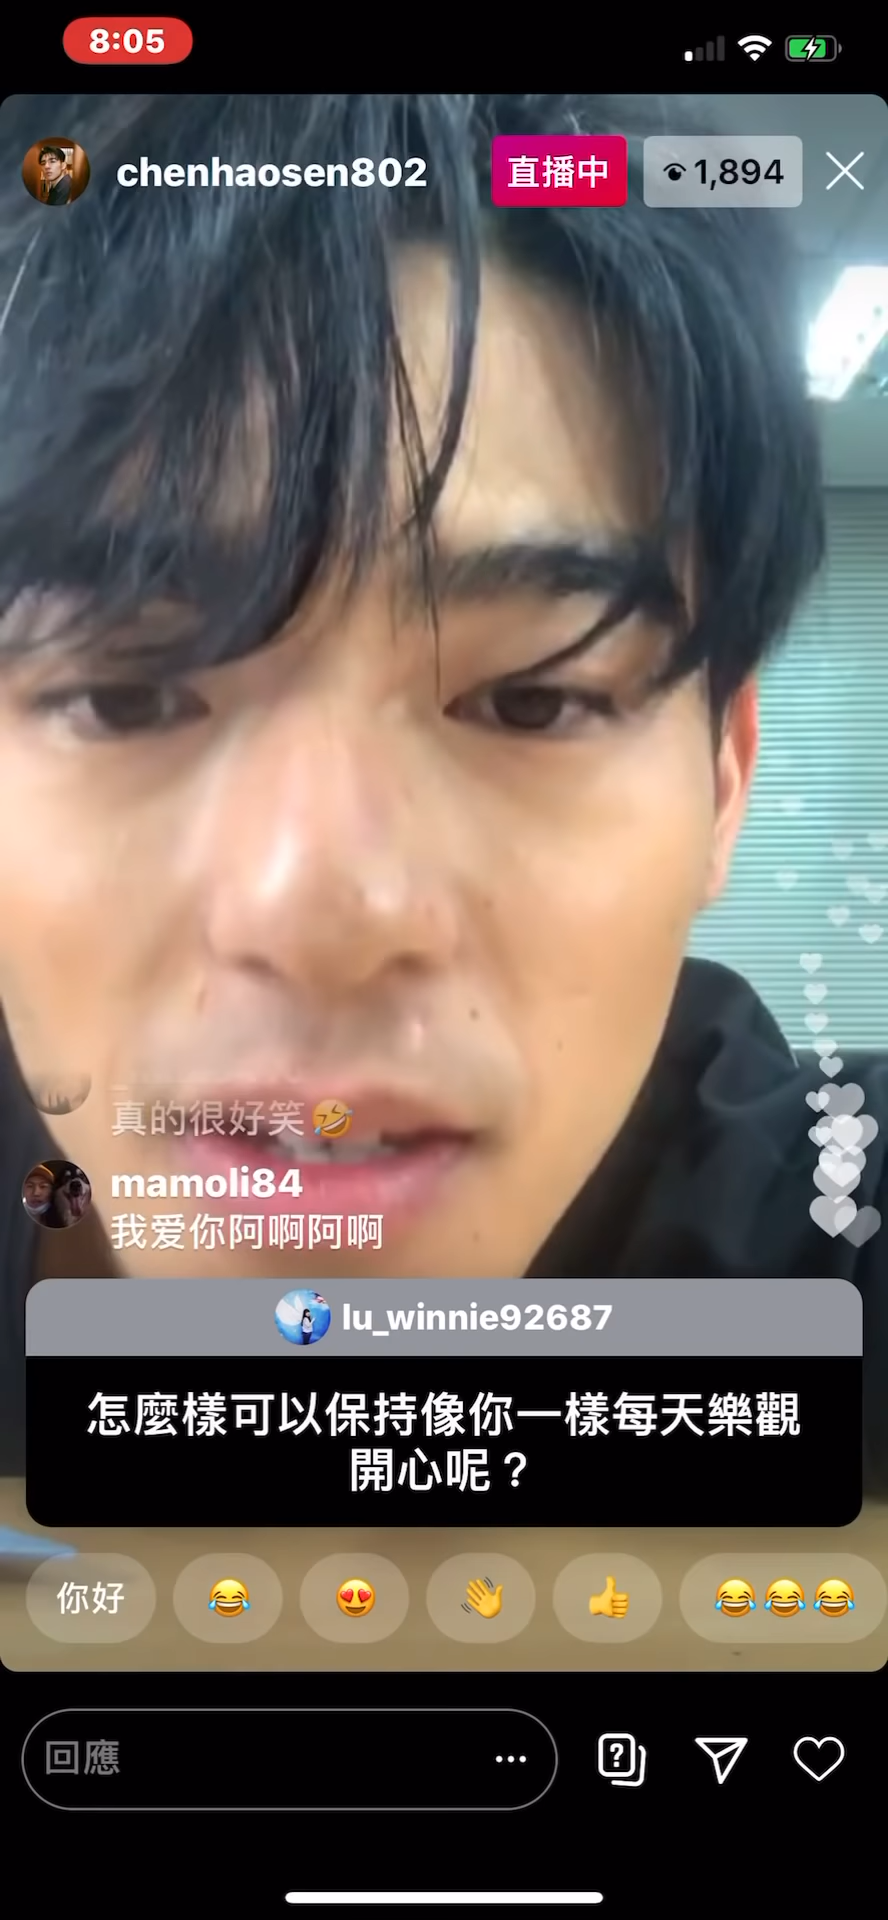 8:05
chenhaosen802 直播中 1,894
真的很好笑🤣
mamoli84
我爱你阿啊阿啊
lu_winnie92687
怎麼樣可以保持像你一樣每天樂觀
開心呢？
你好 😂 😍 👋 👍 😂😂😂
回應